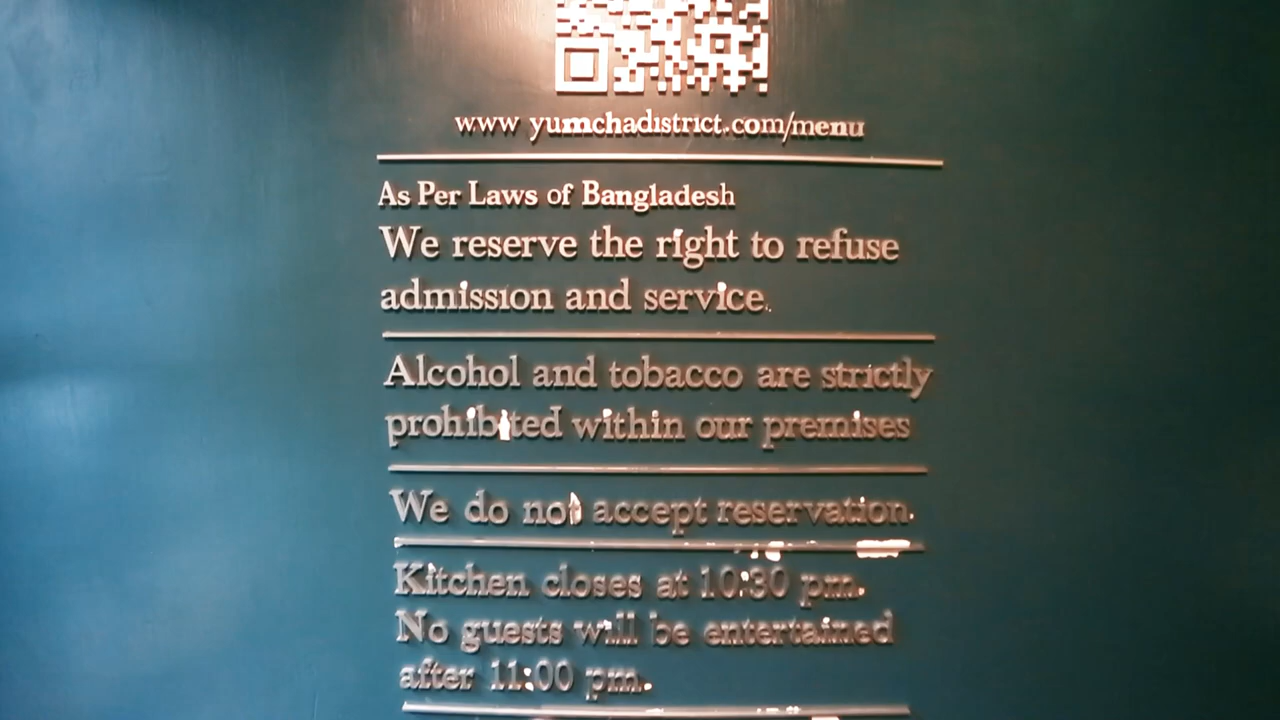 www.yumchadistrict.com/menu
As Per Laws of Bangladesh
We reserve the right to refuse
admission and service.
Alcohol and tobacco are strictly
prohibited within our premises
We do not accept reservation.
Kitchen closes at 10:30 pm.
No guests will be entertained
after 11:00 pm.